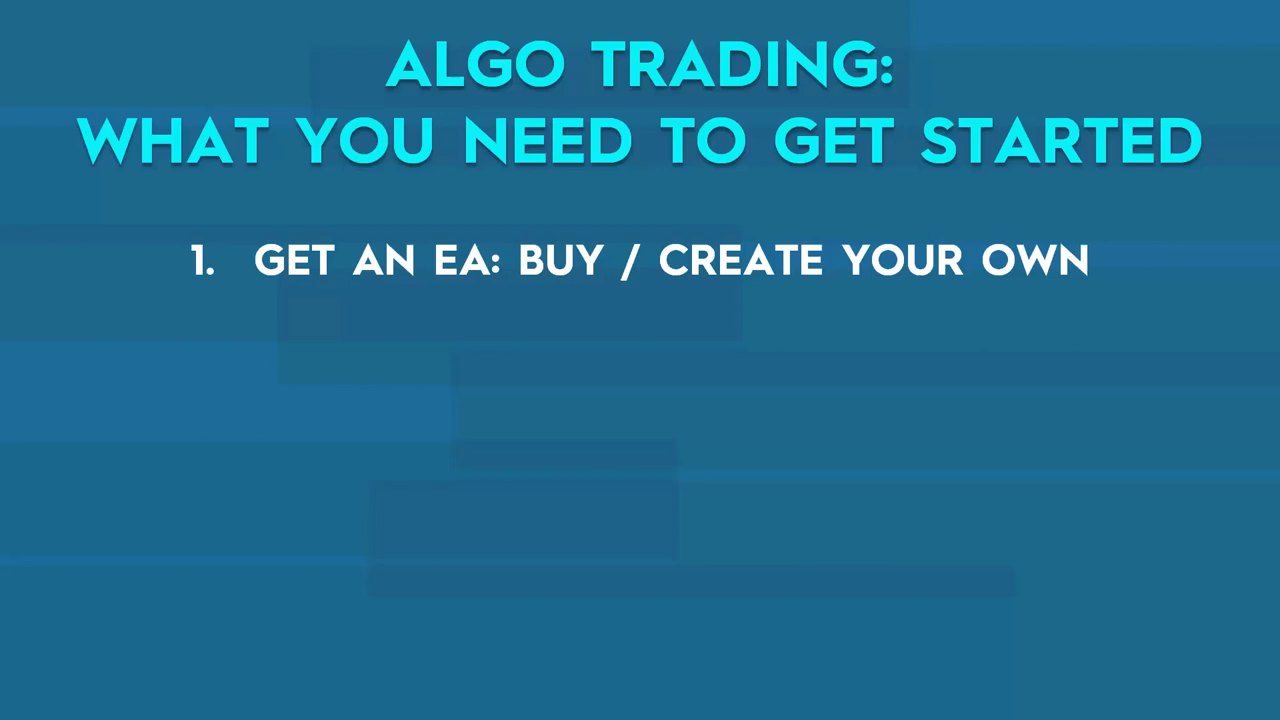 ALGO TRADING:
WHAT YOU NEED TO GET STARTED
1. GET AN EA: BUY / CREATE YOUR OWN